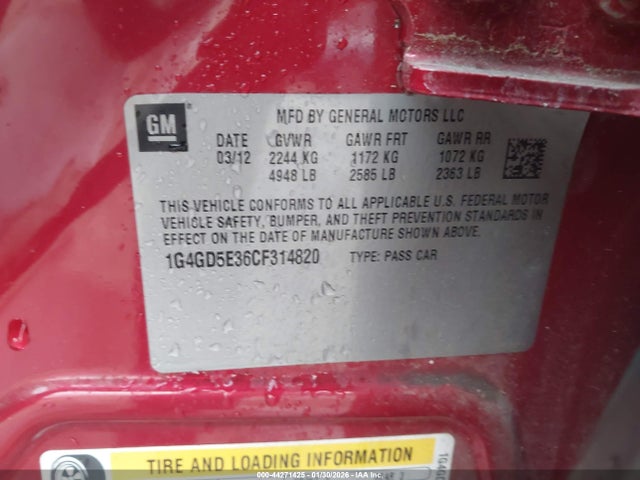 GM
MFD BY GENERAL MOTORS LLC
DATE GVWR GAWR FRT GAWR RR
03/12 2244 KG 1172 KG 1072 KG
4948 LB 2585 LB 2363 LB
THIS VEHICLE CONFORMS TO ALL APPLICABLE U.S. FEDERAL MOTOR
VEHICLE SAFETY, BUMPER, AND THEFT PREVENTION STANDARDS IN
EFFECT ON THE DATE OF MANUFACTURE SHOWN ABOVE.
1G4GD5E36CF314820 TYPE: PASS CAR
TIRE AND LOADING INFORMATION
000-44271425 - 01/30/2026 - IAA Holdings, LLC.